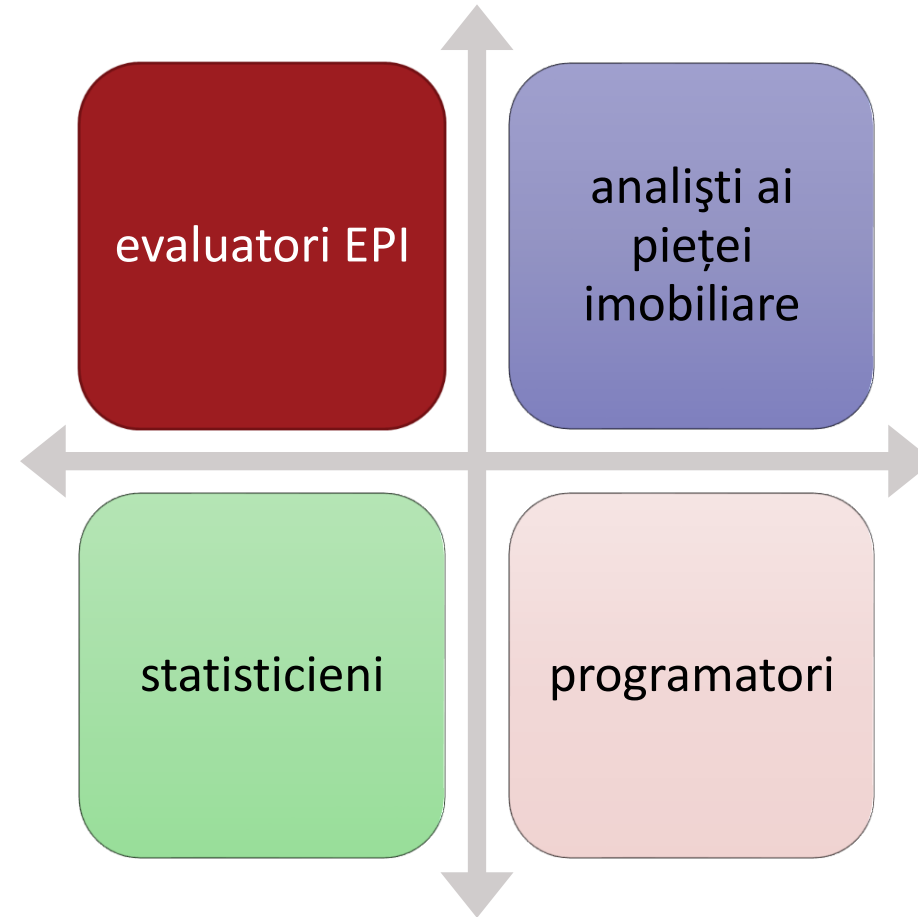 evaluatori EPI
analişti ai
pieței
imobiliare
statisticieni
programatori